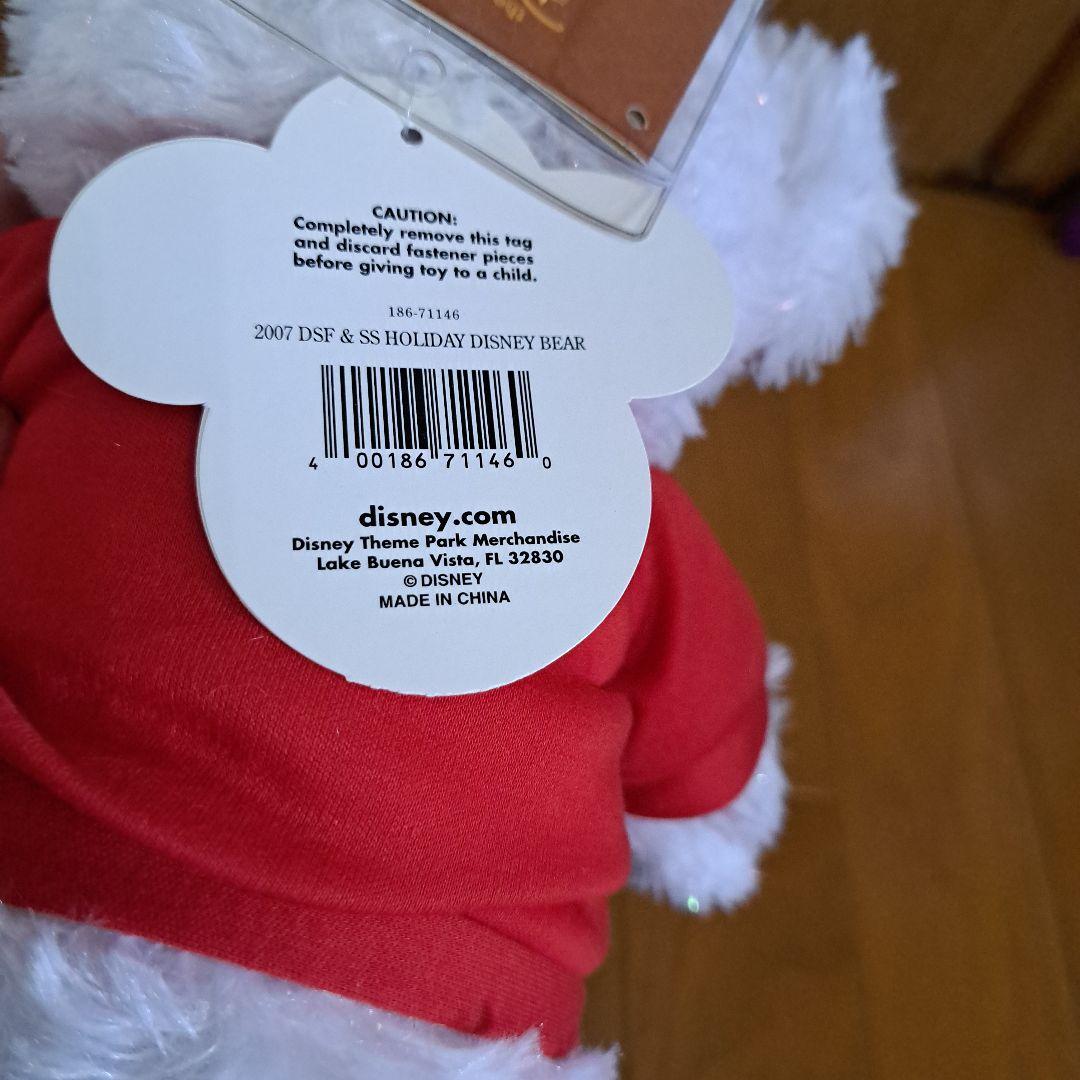 CAUTION:
Completely remove this tag
and discard fastener pieces
before giving toy to a child.
186-71146
2007 DSF & SS HOLIDAY DISNEY BEAR
4 00186 71146 0
disney.com
Disney Theme Park Merchandise
Lake Buena Vista, FL 32830
© DISNEY
MADE IN CHINA